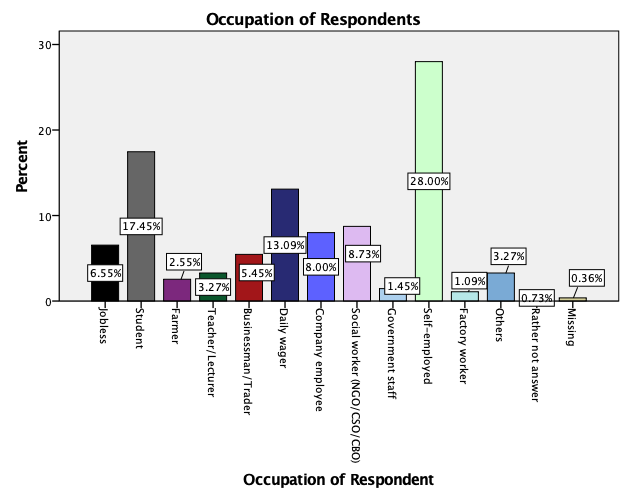 Occupation of Respondents
Percent
30
20
10
0
6.55%
17.45%
2.55%
3.27%
5.45%
13.09%
8.00%
8.73%
1.45%
28.00%
1.09%
3.27%
0.73%
0.36%
Jobless
Student
Farmer
Teacher/Lecturer
Businessman/Trader
Daily wager
Company employee
Social worker (NGO/CSO/CBO)
Government staff
Self-employed
Factory worker
Others
Rather not answer
Missing
Occupation of Respondent